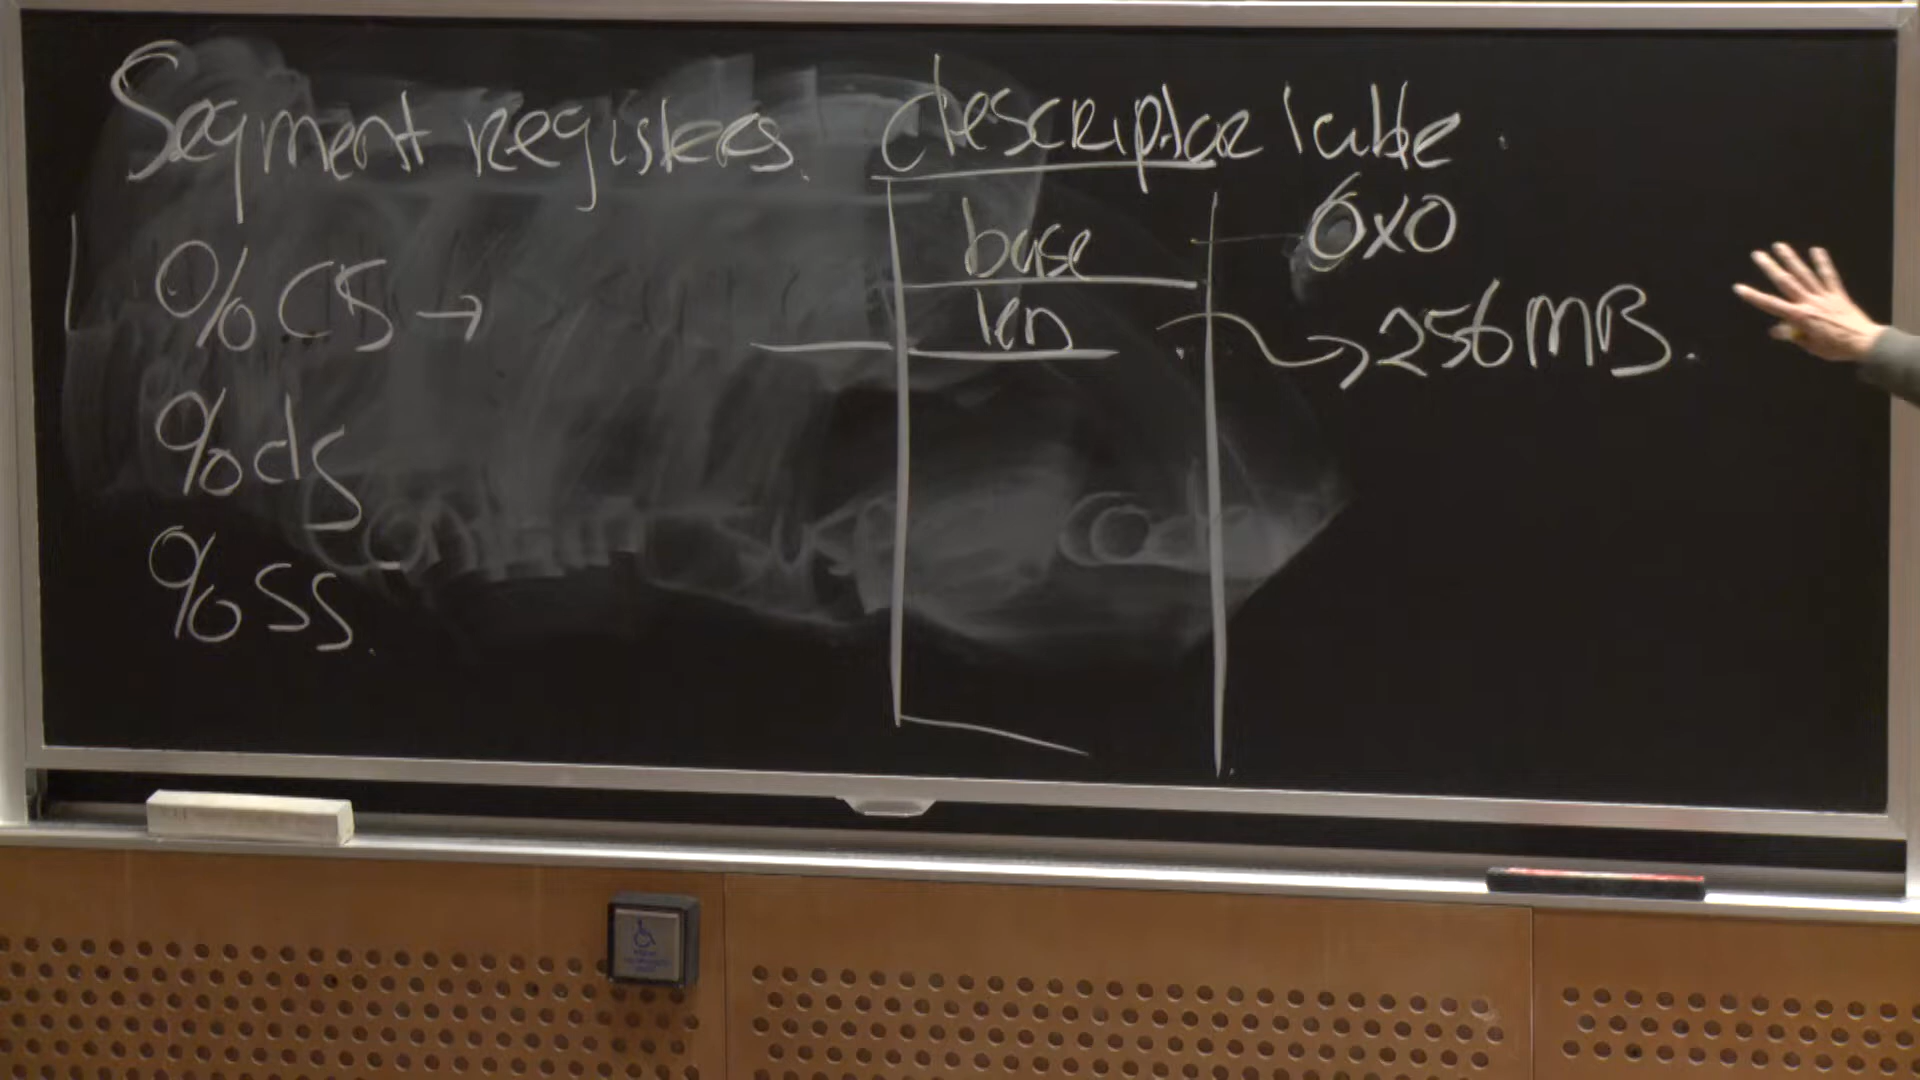 Segment registers. descriptor table.
base 0x0
%cs →
len → 256MB.
%ds
%ss